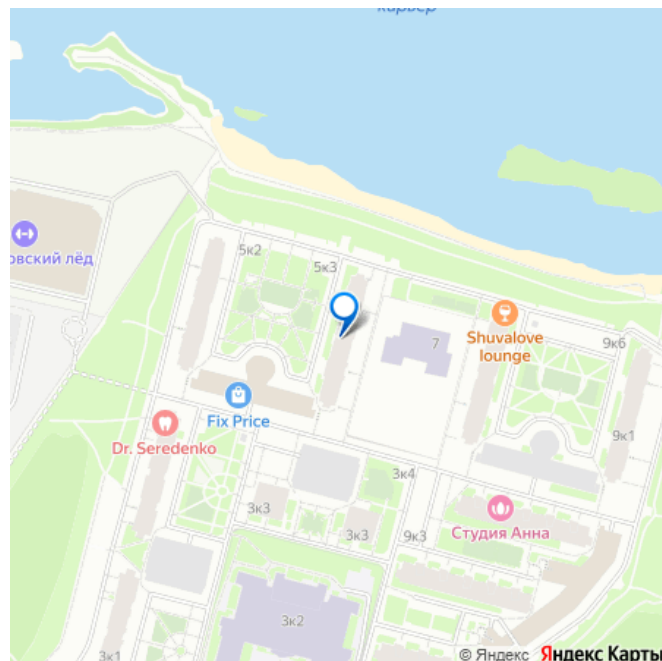 карьер
овский лёд
5к2
5к3
Shuvalove
lounge
7
9к6
Fix Price
Dr. Seredenko
9к1
3к4
3к3
3к3
9к3
Студия Анна
3к2
3к1
© Яндекс Яндекс Карты